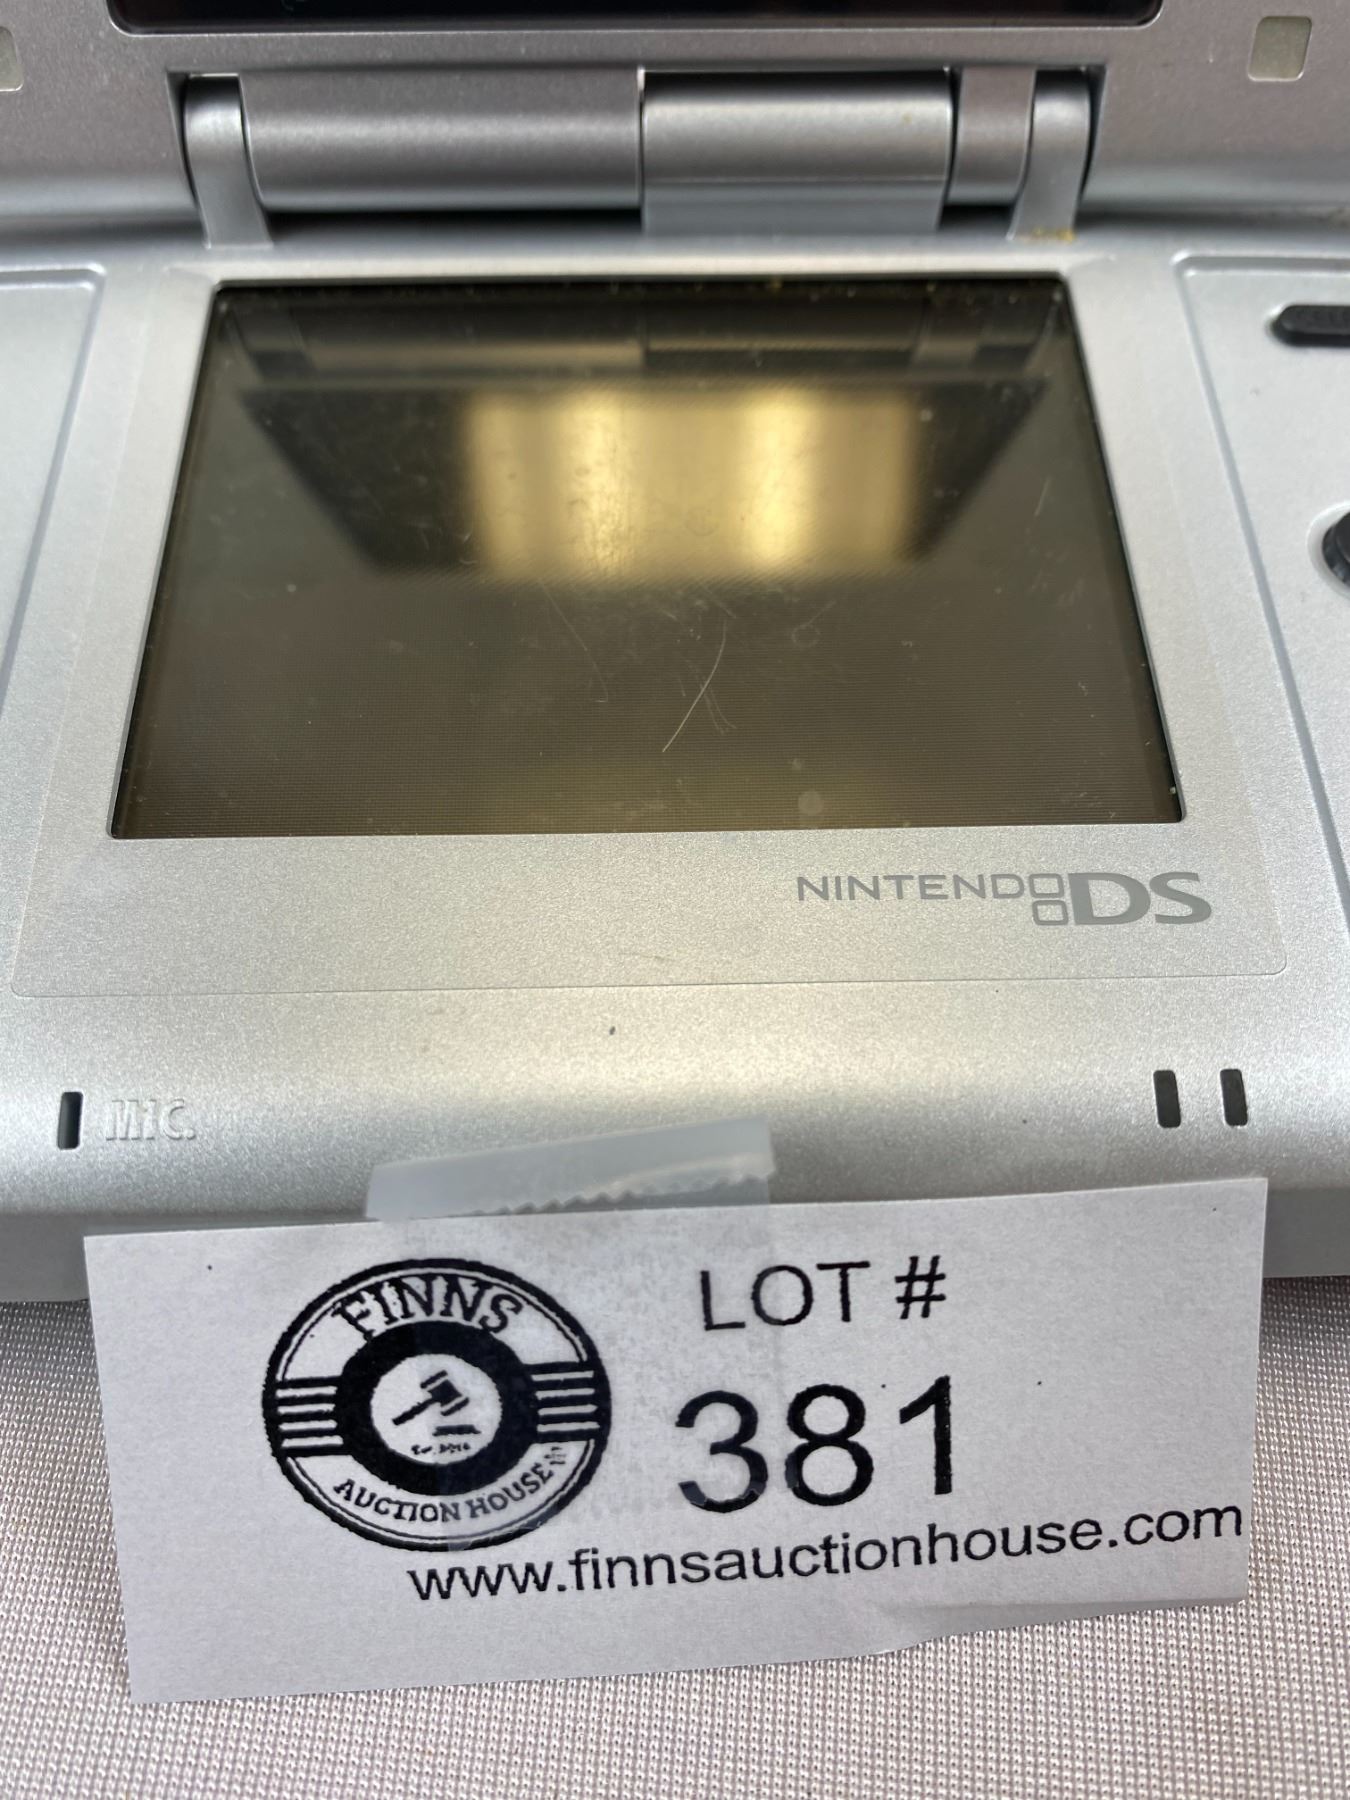 NINTENDO DS
MIC.
FINNS
AUCTION HOUSE
LOT #
381
www.finnsauctionhouse.com